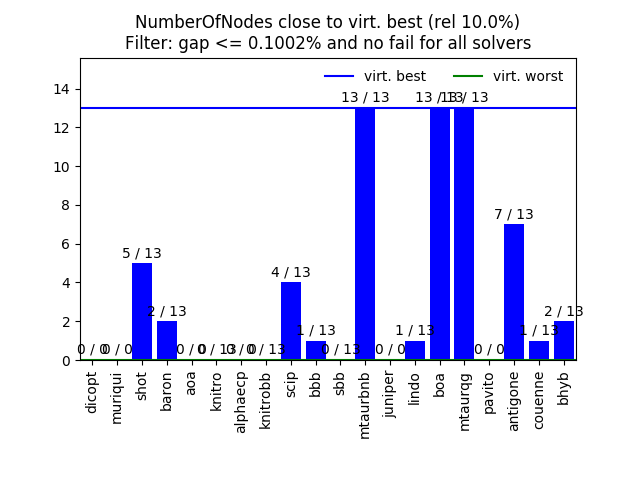 NumberOfNodes close to virt. best (rel 10.0%)
Filter: gap <= 0.1002% and no fail for all solvers
virt. best
virt. worst
14
12
10
8
6
4
2
0
0 / 0
0 / 0
5 / 13
2 / 13
0 / 0
0 / 13
0 / 0
0 / 13
4 / 13
1 / 13
0 / 13
13 / 13
0 / 0
1 / 13
13 / 13
13 / 13
0 / 0
7 / 13
1 / 13
2 / 13
dicopt
muriqui
shot
baron
aoa
knitro
alphaecp
knitrobb
scip
bbb
sbb
mtaurbnb
juniper
lindo
boa
mtaurqg
pavito
antigone
couenne
bhyb